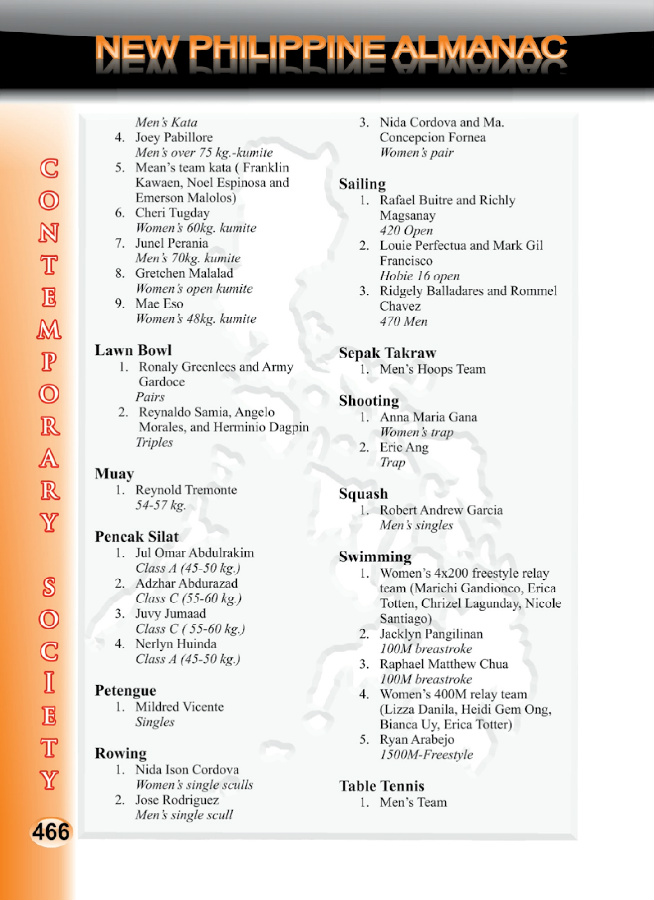 NEW PHILIPPINE ALMANAC
CONTEMPORARY SOCIETY
Men's Kata
4. Joey Pabillore
Men's over 75 kg.-kumite
5. Mean's team kata ( Franklin
Kawaen, Noel Espinosa and
Emerson Malolos)
6. Cheri Tugday
Women's 60kg. kumite
7. Junel Perania
Men's 70kg. kumite
8. Gretchen Malalad
Women's open kumite
9. Mae Eso
Women's 48kg. kumite
Lawn Bowl
1. Ronaly Greenlees and Army
Gardoce
Pairs
2. Reynaldo Samia, Angelo
Morales, and Herminio Dagpin
Triples
Muay
1. Reynold Tremonte
54-57 kg.
Pencak Silat
1. Jul Omar Abdulrakim
Class A (45-50 kg.)
2. Adzhar Abdurazad
Class C (55-60 kg.)
3. Juvy Jumaad
Class C ( 55-60 kg.)
4. Nerlyn Huinda
Class A (45-50 kg.)
Petengue
1. Mildred Vicente
Singles
Rowing
1. Nida Ison Cordova
Women's single sculls
2. Jose Rodriguez
Men's single scull
3. Nida Cordova and Ma.
Concepcion Fornea
Women's pair
Sailing
1. Rafael Buitre and Richly
Magsanay
420 Open
2. Louie Perfectua and Mark Gil
Francisco
Hobie 16 open
3. Ridgely Balladares and Rommel
Chavez
470 Men
Sepak Takraw
1. Men's Hoops Team
Shooting
1. Anna Maria Gana
Women's trap
2. Eric Ang
Trap
Squash
1. Robert Andrew Garcia
Men's singles
Swimming
1. Women's 4x200 freestyle relay
team (Marichi Gandionco, Erica
Totten, Chrizel Lagunday, Nicole
Santiago)
2. Jacklyn Pangilinan
100M breastroke
3. Raphael Matthew Chua
100M breastroke
4. Women's 400M relay team
(Lizza Danila, Heidi Gem Ong,
Bianca Uy, Erica Totter)
5. Ryan Arabejo
1500M-Freestyle
Table Tennis
1. Men's Team
466